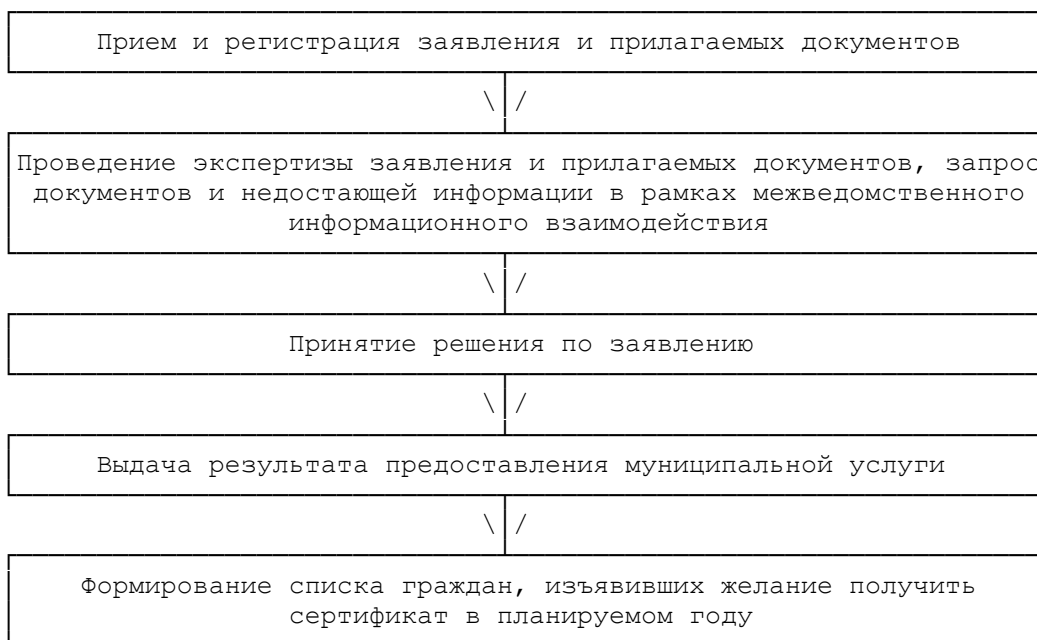 Прием и регистрация заявления и прилагаемых документов
Проведение экспертизы заявления и прилагаемых документов, запрос
документов и недостающей информации в рамках межведомственного
информационного взаимодействия
Принятие решения по заявлению
Выдача результата предоставления муниципальной услуги
Формирование списка граждан, изъявивших желание получить
сертификат в планируемом году